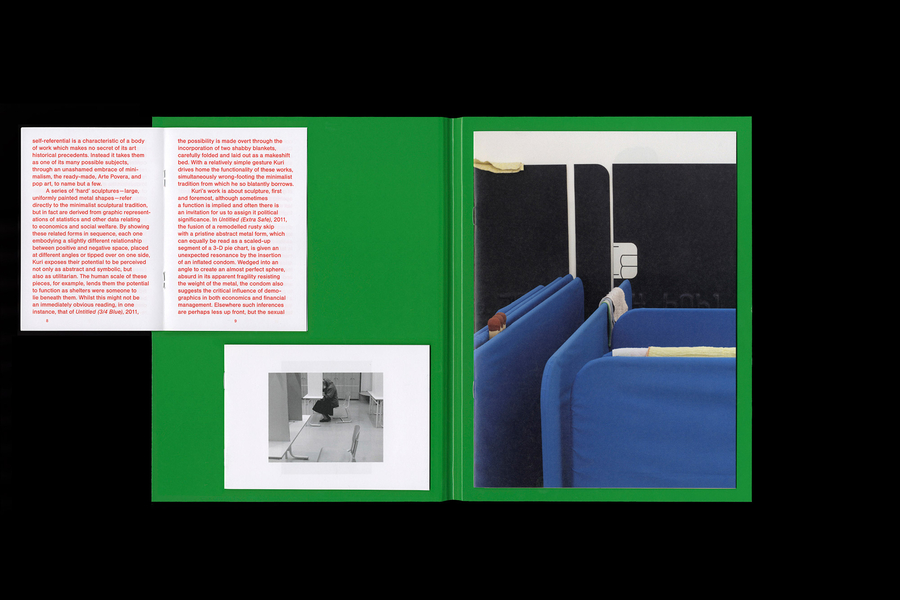 self-referential is a characteristic of a body
of work which makes no secret of its art
historical precedents. Instead it takes them
as one of its many possible subjects,
through an unashamed embrace of mini-
malism, the ready-made, Arte Povera, and
pop art, to name but a few.
A series of ‘hard’ sculptures—large,
uniformly painted metal shapes—refer
directly to the minimalist sculptural tradition,
but in fact are derived from graphic represent-
ations of statistics and other data relating
to economics and social welfare. By showing
these related forms in sequence, each one
embodying a slightly different relationship
between positive and negative space, placed
at different angles or tipped over on one side,
Kuri exposes their potential to be perceived
not only as abstract and symbolic, but
also as utilitarian. The human scale of these
pieces, for example, lends them the potential
to function as shelters were someone to
lie beneath them. Whilst this might not be
an immediately obvious reading, in one
instance, that of Untitled (3/4 Blue), 2011,
the possibility is made overt through the
incorporation of two shabby blankets,
carefully folded and laid out as a makeshift
bed. With a relatively simple gesture Kuri
drives home the functionality of these works,
simultaneously wrong-footing the minimalist
tradition from which he so blatantly borrows.
Kuri’s work is about sculpture, first
and foremost, although sometimes
a function is implied and often there is
an invitation for us to assign it political
significance. In Untitled (Extra Safe), 2011,
the fusion of a remodelled rusty skip
with a pristine abstract metal form, which
can equally be read as a scaled-up
segment of a 3-D pie chart, is given an
unexpected resonance by the insertion
of an inflated condom. Wedged into an
angle to create an almost perfect sphere,
absurd in its apparent fragility resisting
the weight of the metal, the condom also
suggests the critical influence of demo-
graphics in both economics and financial
management. Elsewhere such inferences
are perhaps less up front, but the sexual